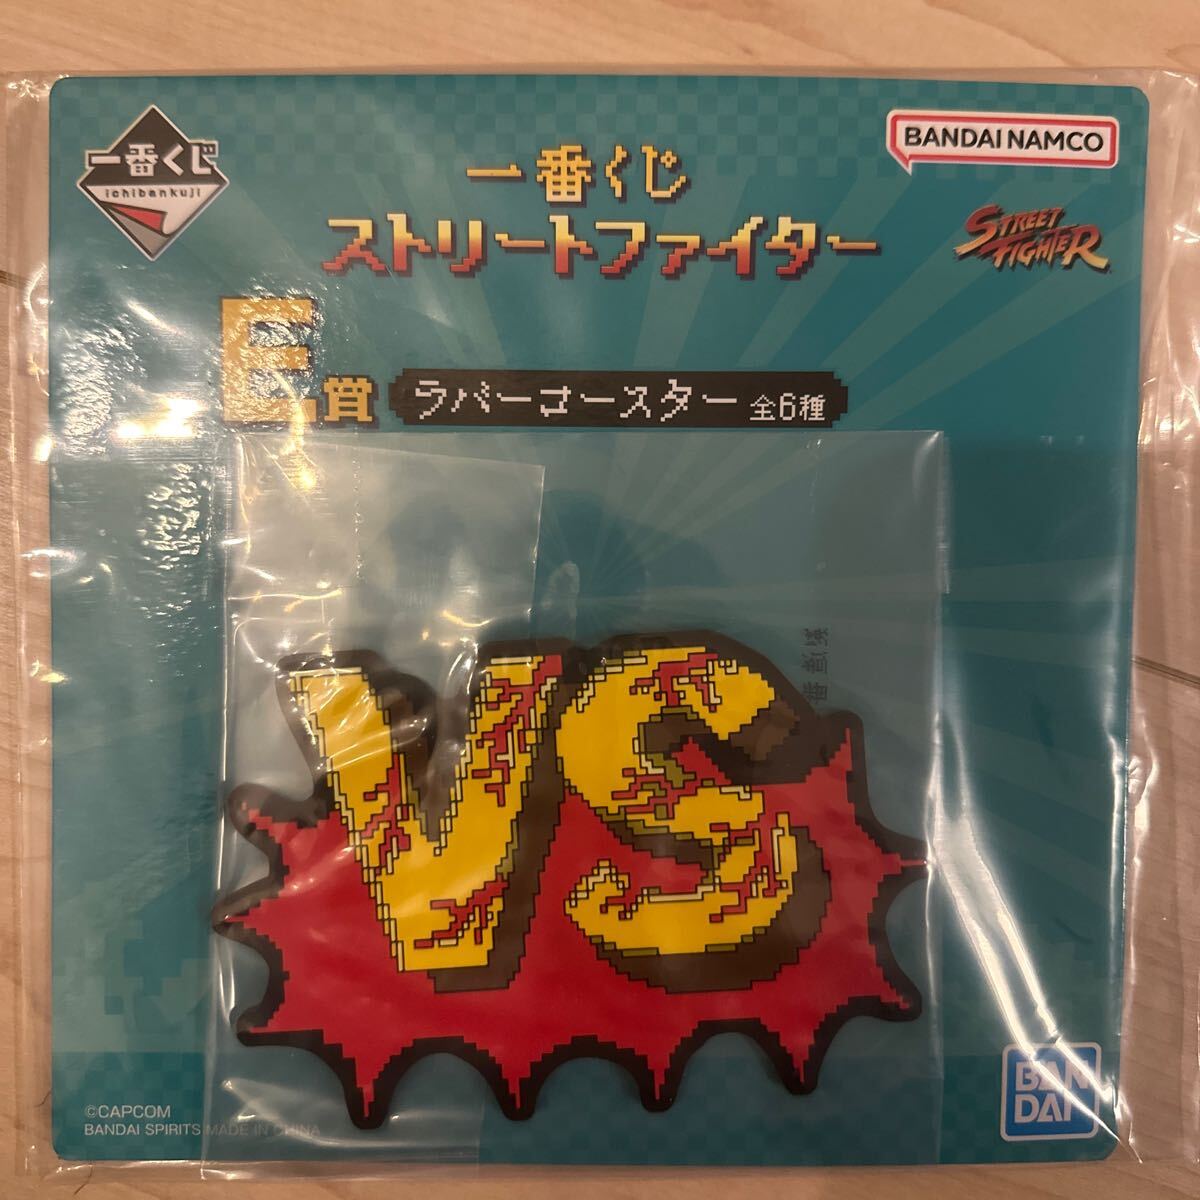 一番くじ
ichibankuji
BANDAI NAMCO
一番くじ
ストリートファイター
STREET
FIGHTER
E賞
ラバーコースター 全6種
VS
©CAPCOM
BANDAI SPIRITS MADE IN CHINA
BAN
DAI